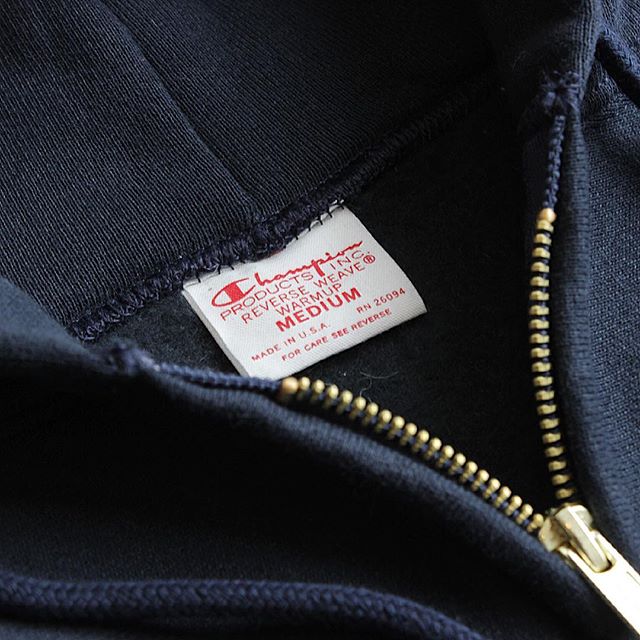 Champion
PRODUCTS INC.
REVERSE WEAVE®
WARMUP
MEDIUM
RN 26094
MADE IN U.S.A.
FOR CARE SEE REVERSE